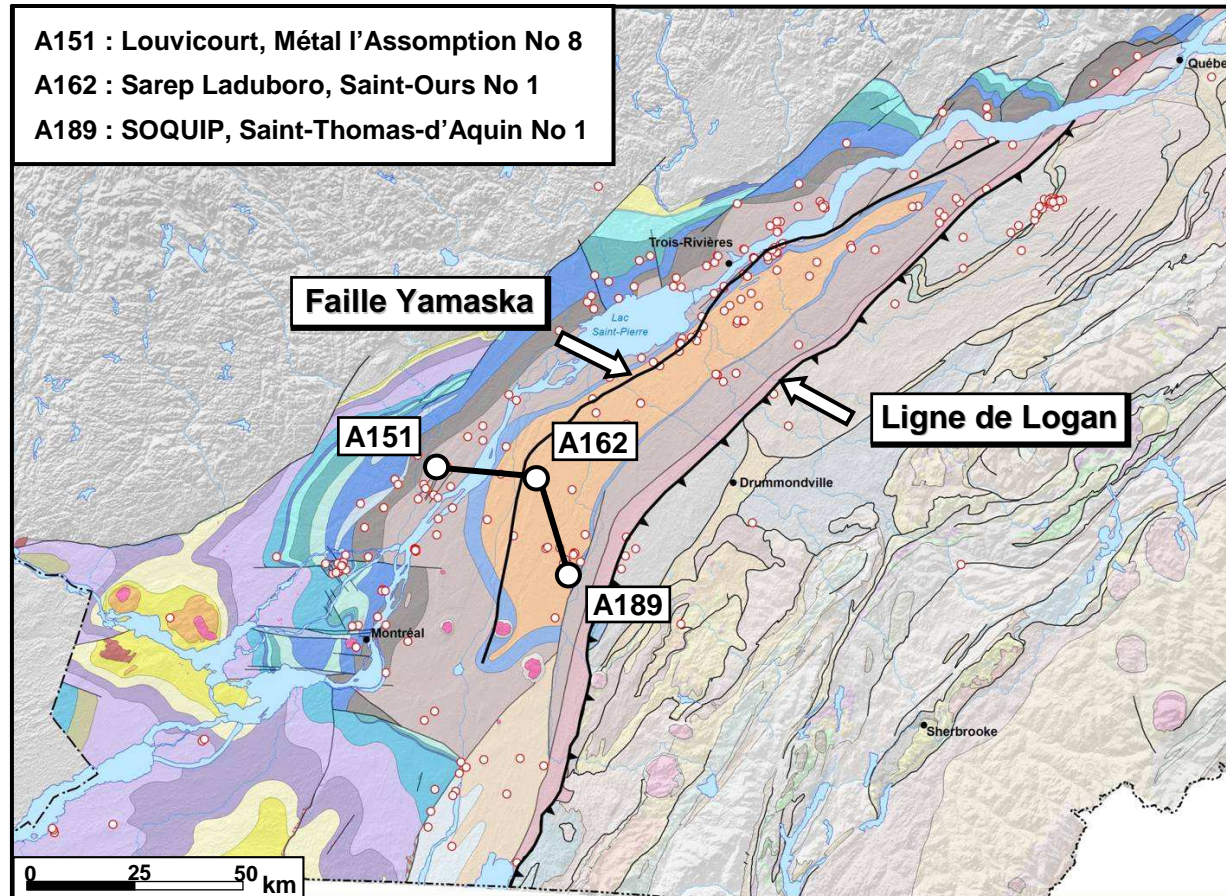 A151 : Louvicourt, Métal l'Assomption No 8
A162 : Sarep Laduboro, Saint-Ours No 1
A189 : SOQUIP, Saint-Thomas-d'Aquin No 1
Québe
Trois-Rivières
Faille Yamaska
Lac
Saint-Pierre
Ligne de Logan
A151
A162
Drummondville
A189
Montréal
Sherbrooke
0 25 50 km